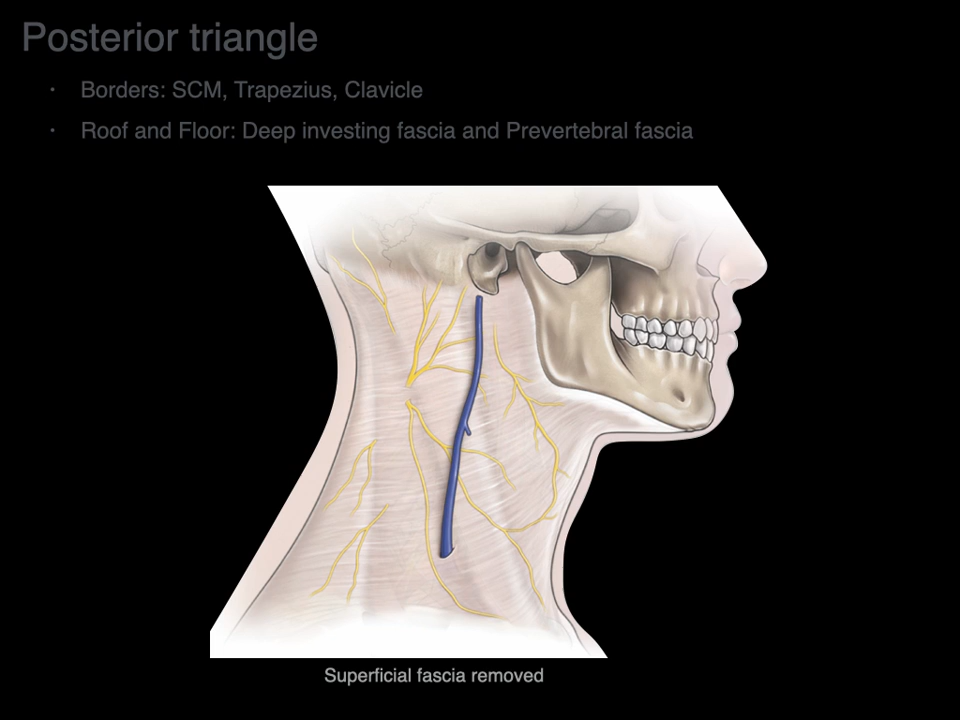 Posterior triangle
• Borders: SCM, Trapezius, Clavicle
• Roof and Floor: Deep investing fascia and Prevertebral fascia
Superficial fascia removed